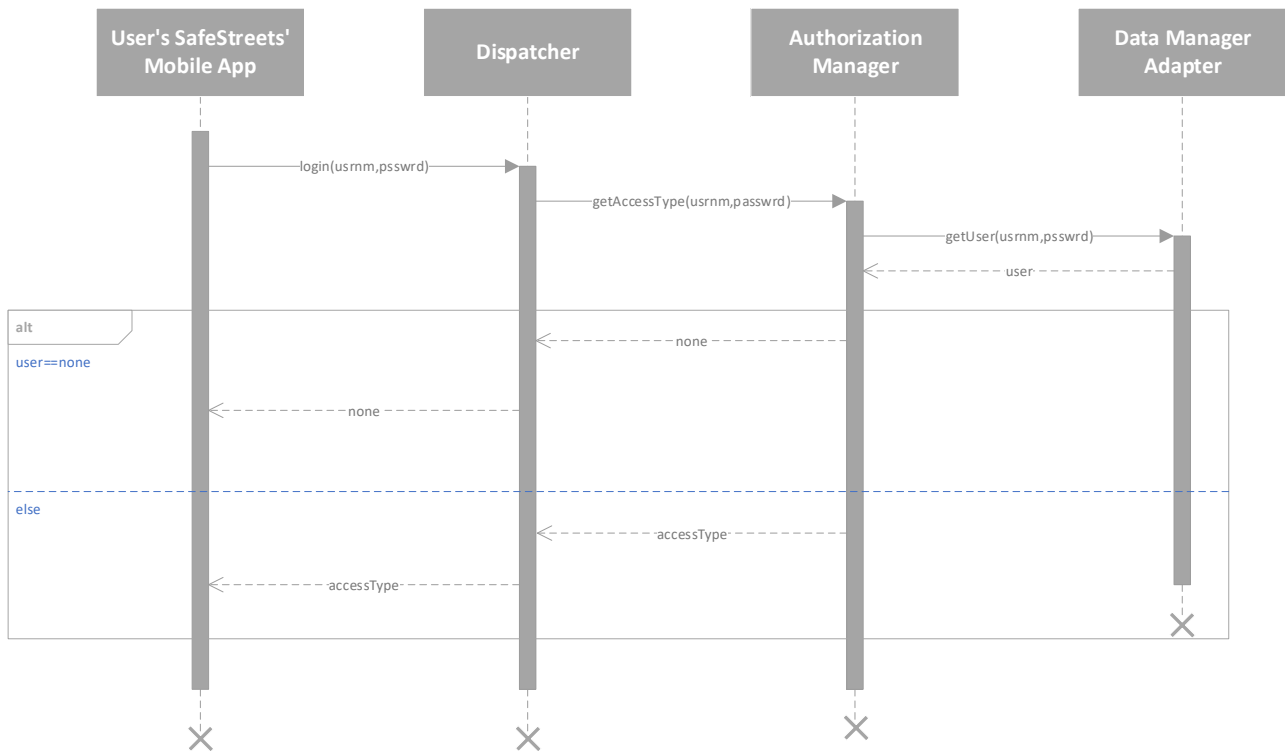 User's SafeStreets'
Mobile App
Dispatcher
Authorization
Manager
Data Manager
Adapter
login(usrnm,psswrd)
getAccessType(usrnm,passwrd)
getUser(usrnm,psswrd)
user
alt
none
user==none
none
else
accessType
accessType